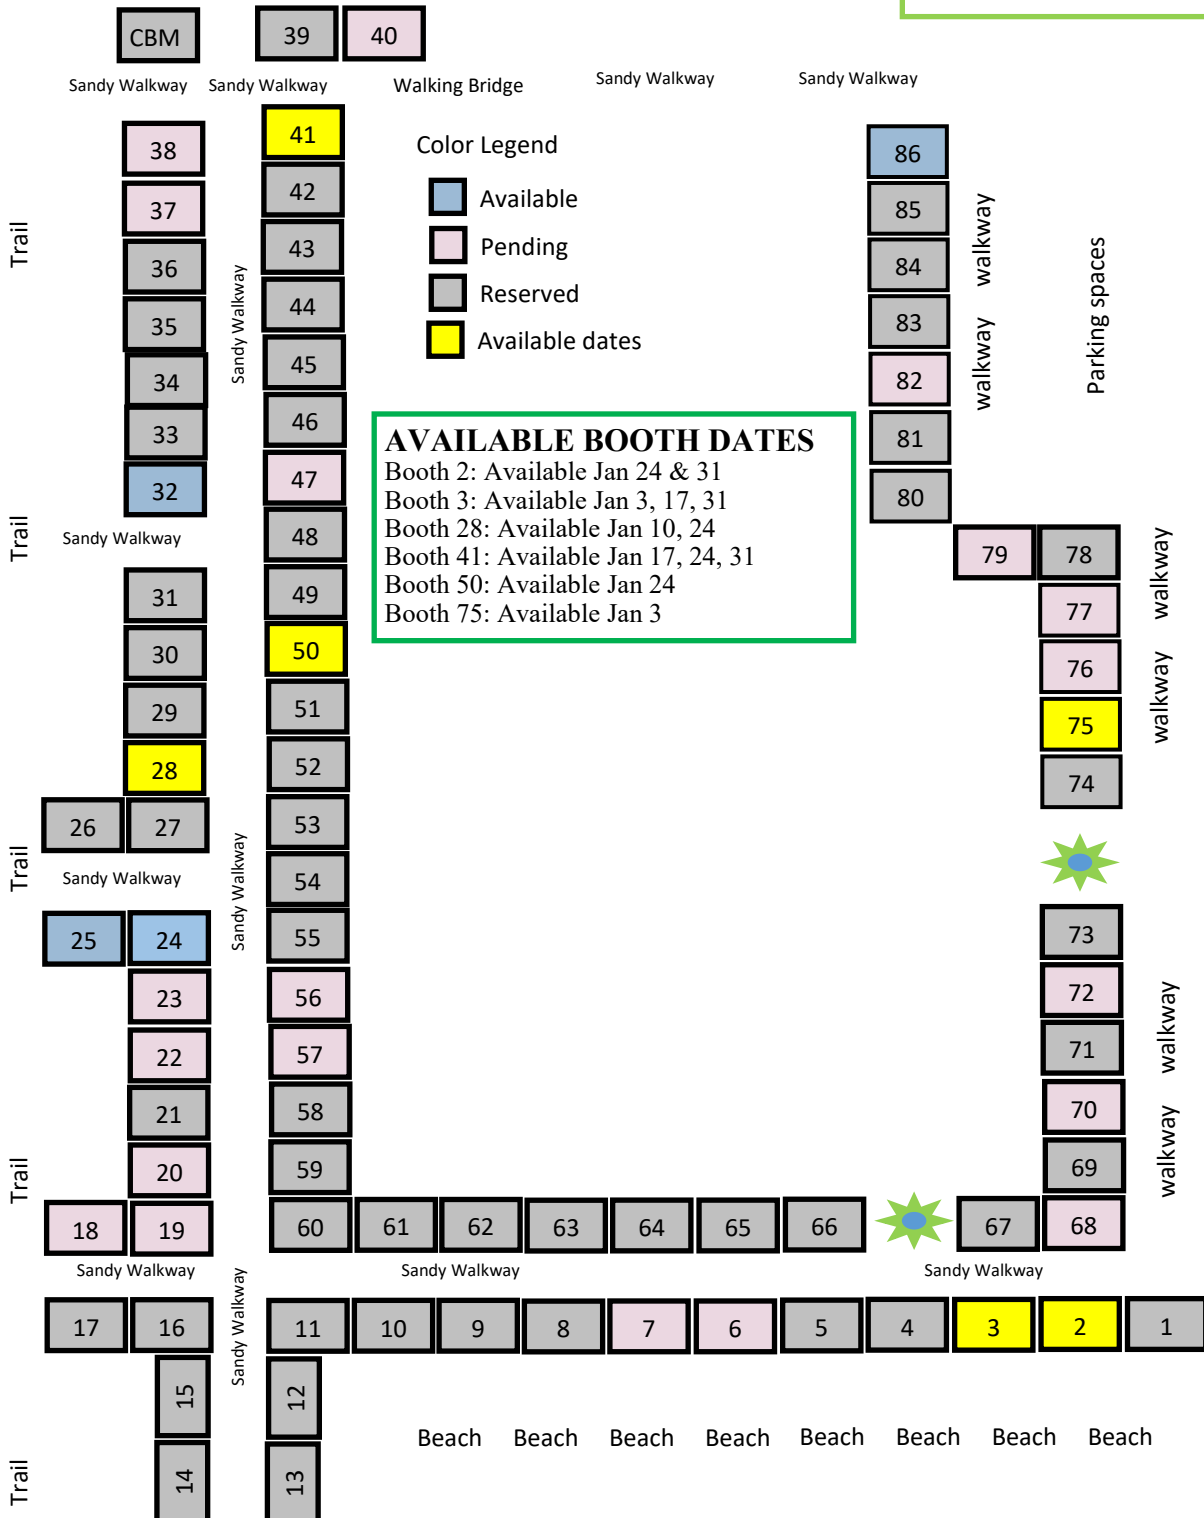 CBM
39
40
Sandy Walkway
Sandy Walkway
Walking Bridge
Sandy Walkway
Sandy Walkway
38
37
36
35
34
33
32
Trail
Trail
Sandy Walkway
31
30
29
28
26
27
Trail
Sandy Walkway
25
24
23
22
21
20
18
19
Trail
Sandy Walkway
17
16
15
14
Trail
Sandy Walkway
Sandy Walkway
Sandy Walkway
41
42
43
44
45
46
47
48
49
50
51
52
53
54
55
56
57
58
59
60
61
62
63
64
65
66
67
68
Color Legend
Available
Pending
Reserved
Available dates
AVAILABLE BOOTH DATES
Booth 2: Available Jan 24 & 31
Booth 3: Available Jan 3, 17, 31
Booth 28: Available Jan 10, 24
Booth 41: Available Jan 17, 24, 31
Booth 50: Available Jan 24
Booth 75: Available Jan 3
86
85
84
83
82
81
80
walkway
walkway
Parking spaces
79
78
77
76
75
74
walkway
walkway
73
72
71
70
69
walkway
walkway
Sandy Walkway
Sandy Walkway
11
10
9
8
7
6
5
4
3
2
1
12
13
Beach
Beach
Beach
Beach
Beach
Beach
Beach
Beach